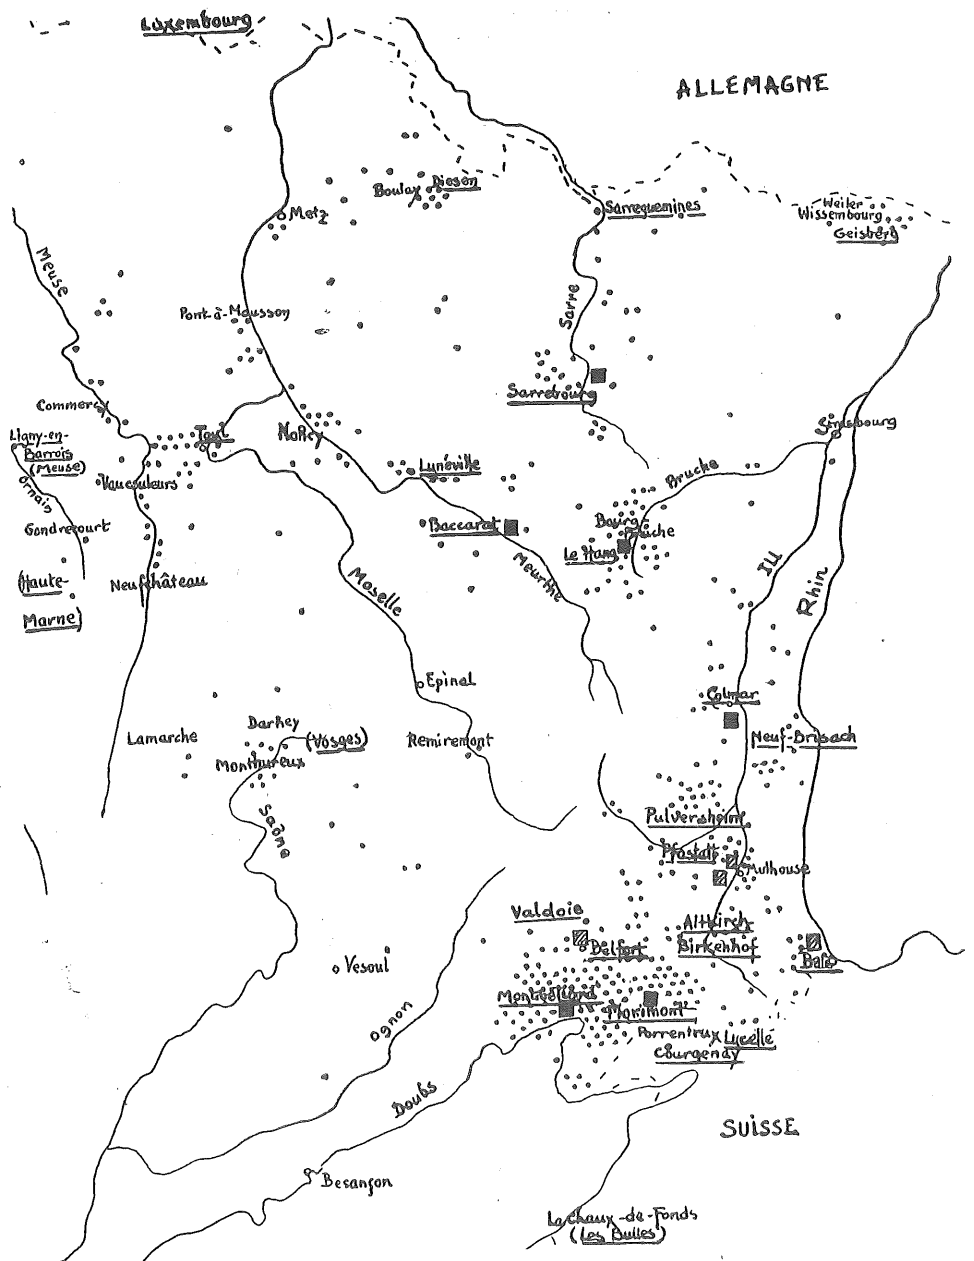 Luxembourg
ALLEMAGNE
Boulay
Diesen
Metz
Sarreguemines
Weiler
Wissembourg
Geisberg
Meuse
Pont-à-Mousson
Sarre
Sarrebourg
Commercy
Ligny-en-
Barrois
(Meuse)
Toul
Nancy
Strasbourg
Ornain
Vaucouleurs
Lunéville
Bruche
Gondrecourt
Baccarat
Bourg
Bruche
Le Hang
(Haute-
Marne)
Neufchâteau
Moselle
Meurthe
Ill
Rhin
Epinal
Colmar
Lamarche
Darney
(Vosges)
Monthureux
Remiremont
Neuf-Brisach
Saône
Pulversheim
Pfastatt
Mulhouse
Valdoie
Belfort
Altkirch
Birkenhof
Bale
Vesoul
Montbéliard
Morimont
Ognon
Porrentruy
Lucelle
Courgenay
Doubs
SUISSE
Besançon
La Chaux-de-Fonds
(Les Bulles)